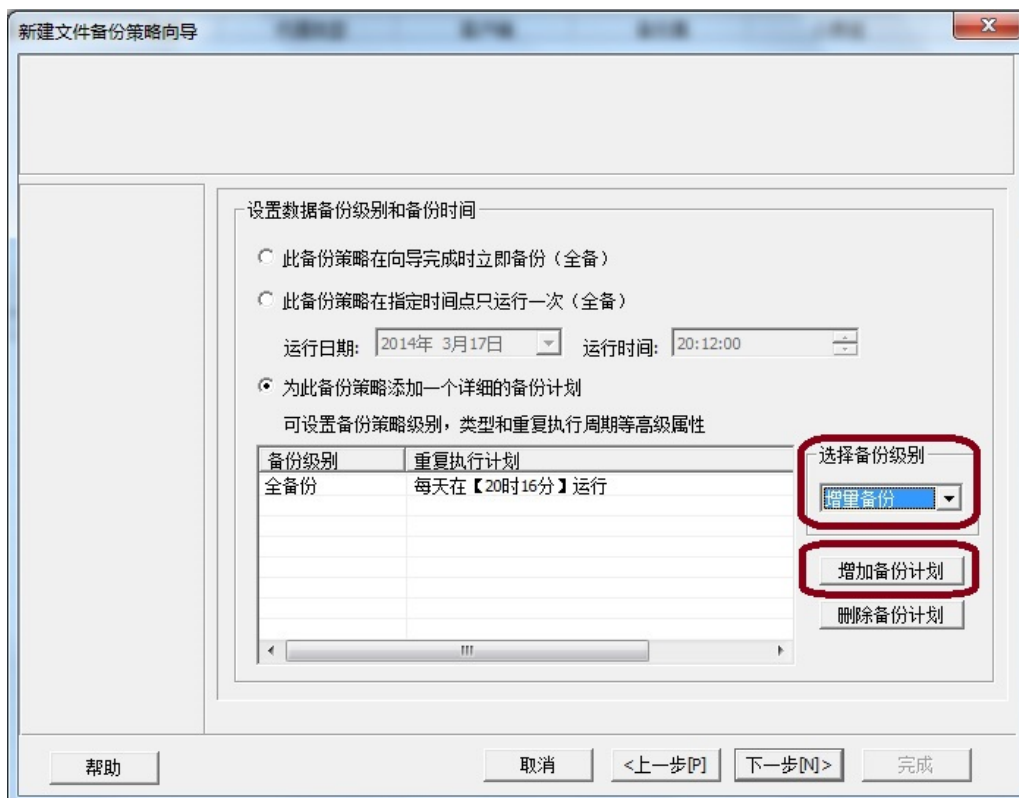 新建文件备份策略向导
设置数据备份级别和备份时间
此备份策略在向导完成时立即备份（全备）
此备份策略在指定时间点只运行一次（全备）
运行日期: 2014年 3月17日 运行时间: 20:12:00
为此备份策略添加一个详细的备份计划
可设置备份策略级别，类型和重复执行周期等高级属性
备份级别 重复执行计划
全备份 每天在【20时16分】运行
选择备份级别
增量备份
增加备份计划
删除备份计划
帮助 取消 <上一步[P] 下一步[N]> 完成